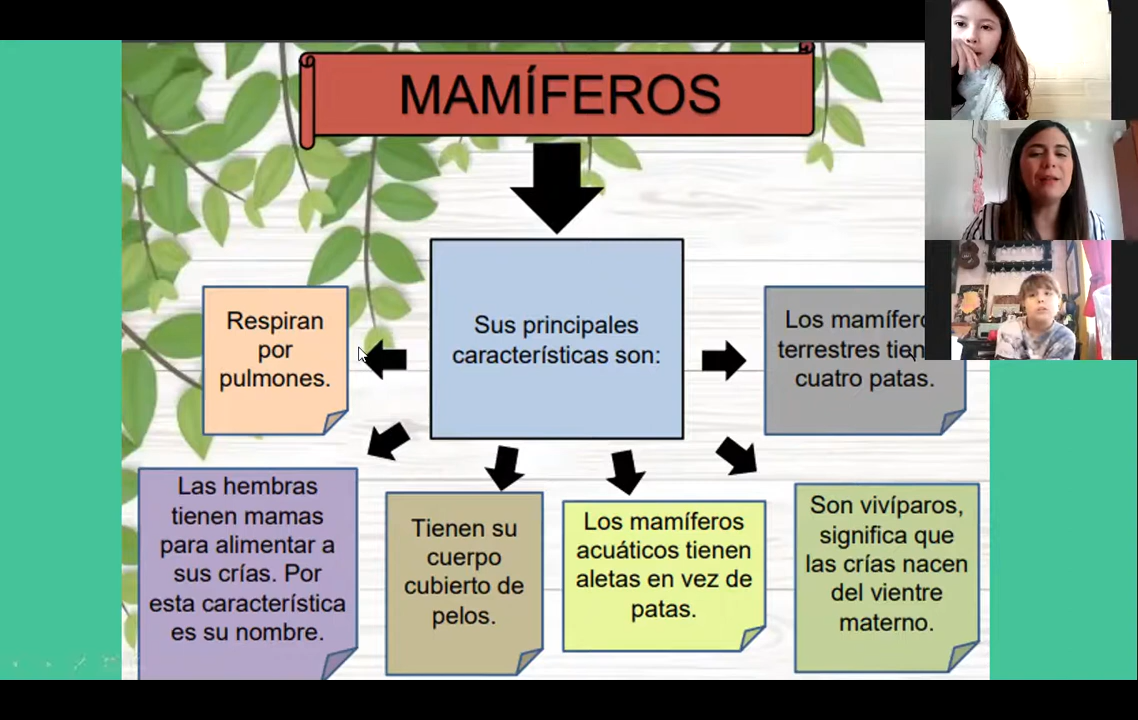 MAMÍFEROS
Sus principales
características son:
Respiran
por
pulmones.
Los mamífero
terrestres tien
cuatro patas.
Las hembras
tienen mamas
para alimentar a
sus crías. Por
esta característica
es su nombre.
Tienen su
cuerpo
cubierto de
pelos.
Los mamíferos
acuáticos tienen
aletas en vez de
patas.
Son vivíparos,
significa que
las crías nacen
del vientre
materno.